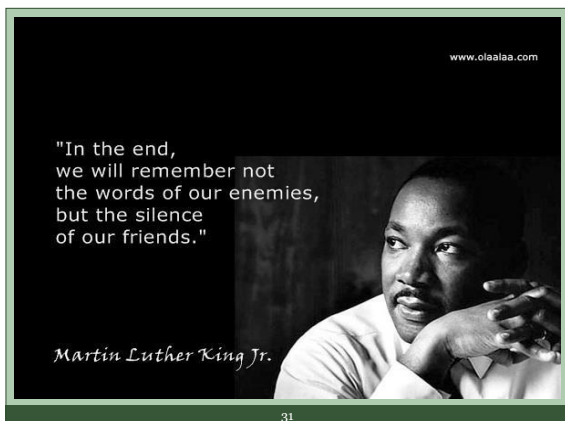 www.olaalaa.com
"In the end,
we will remember not
the words of our enemies,
but the silence
of our friends."
Martin Luther King Jr.
31